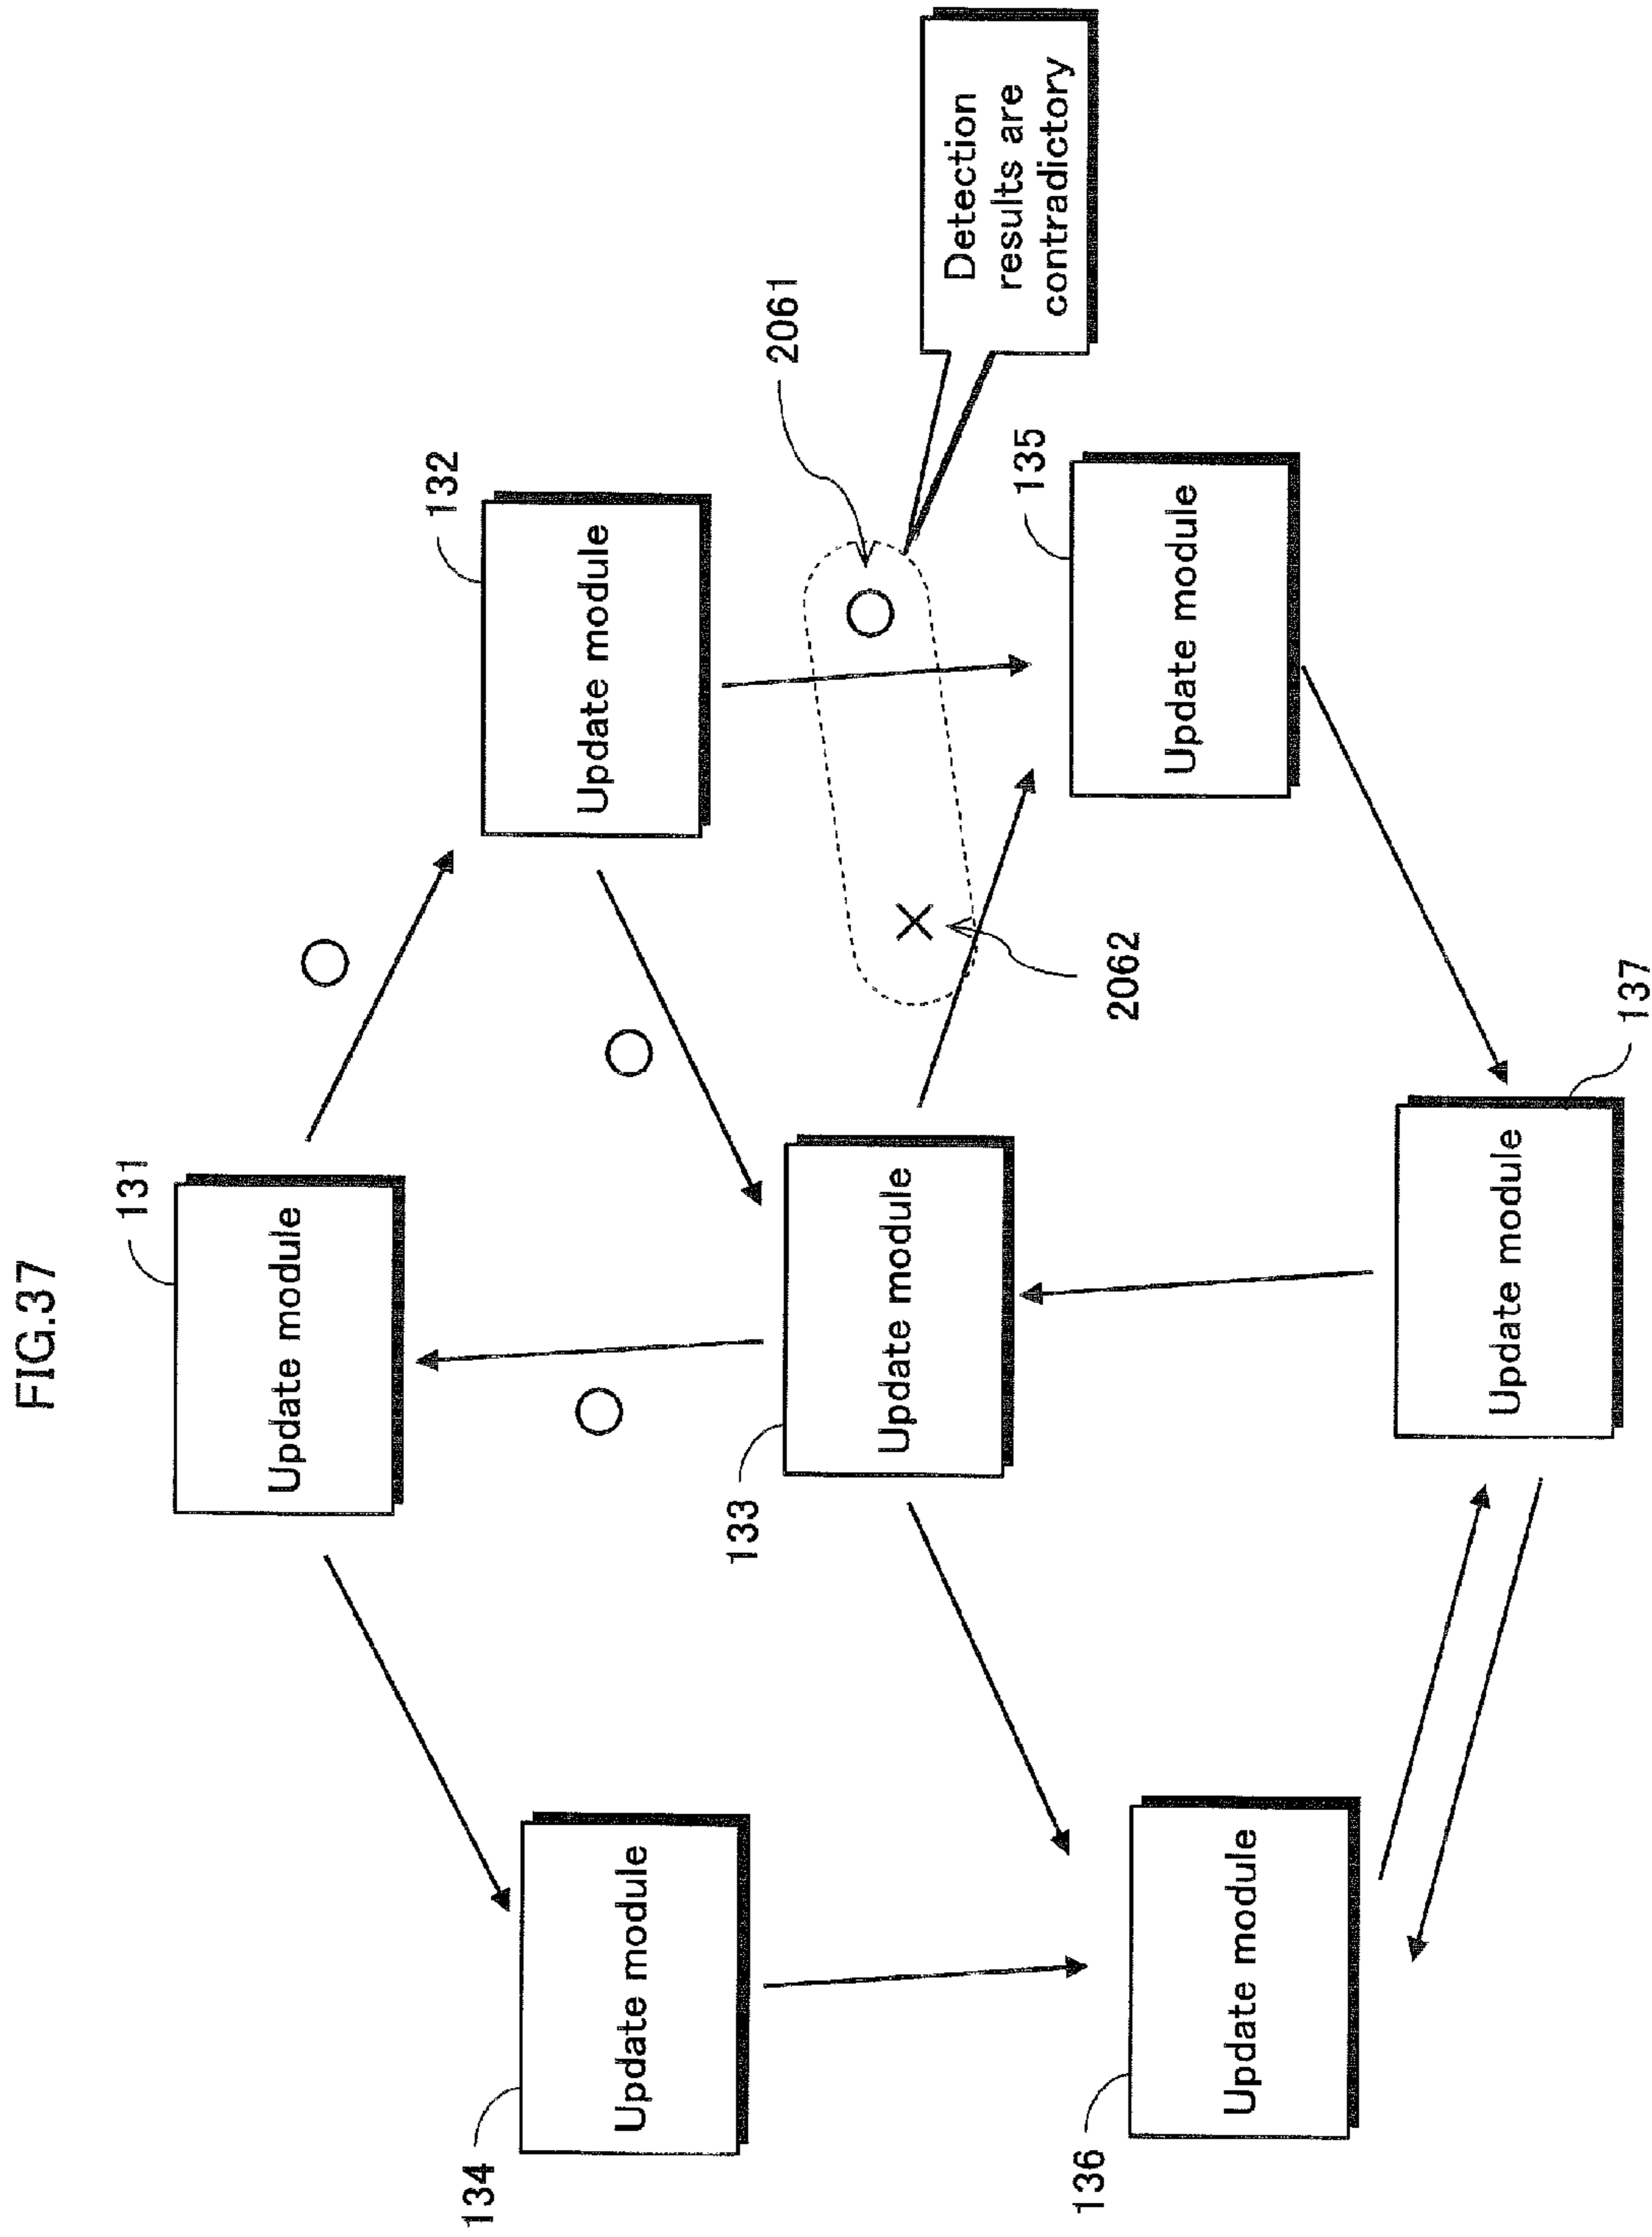 FIG.37
131
Update module
132
Update module
2061
Detection
results are
contradictory
133
Update module
2062
135
Update module
134
Update module
136
Update module
137
Update module